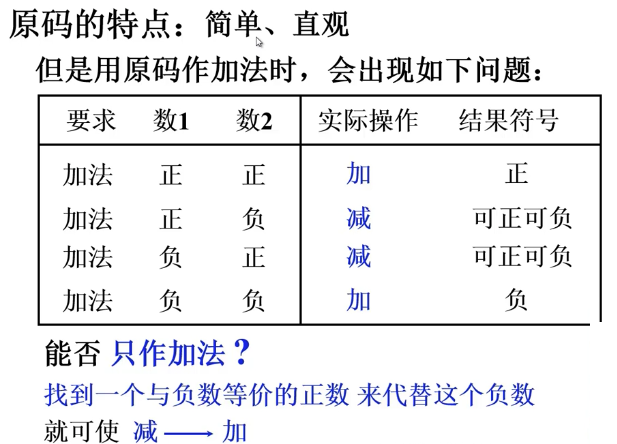 原码的特点：简单、直观
但是用原码作加法时，会出现如下问题：
要求 数1 数2 实际操作 结果符号
加法 正 正 加 正
加法 正 负 减 可正可负
加法 负 正 减 可正可负
加法 负 负 加 负
能否 只作加法？
找到一个与负数等价的正数 来代替这个负数
就可使 减 → 加